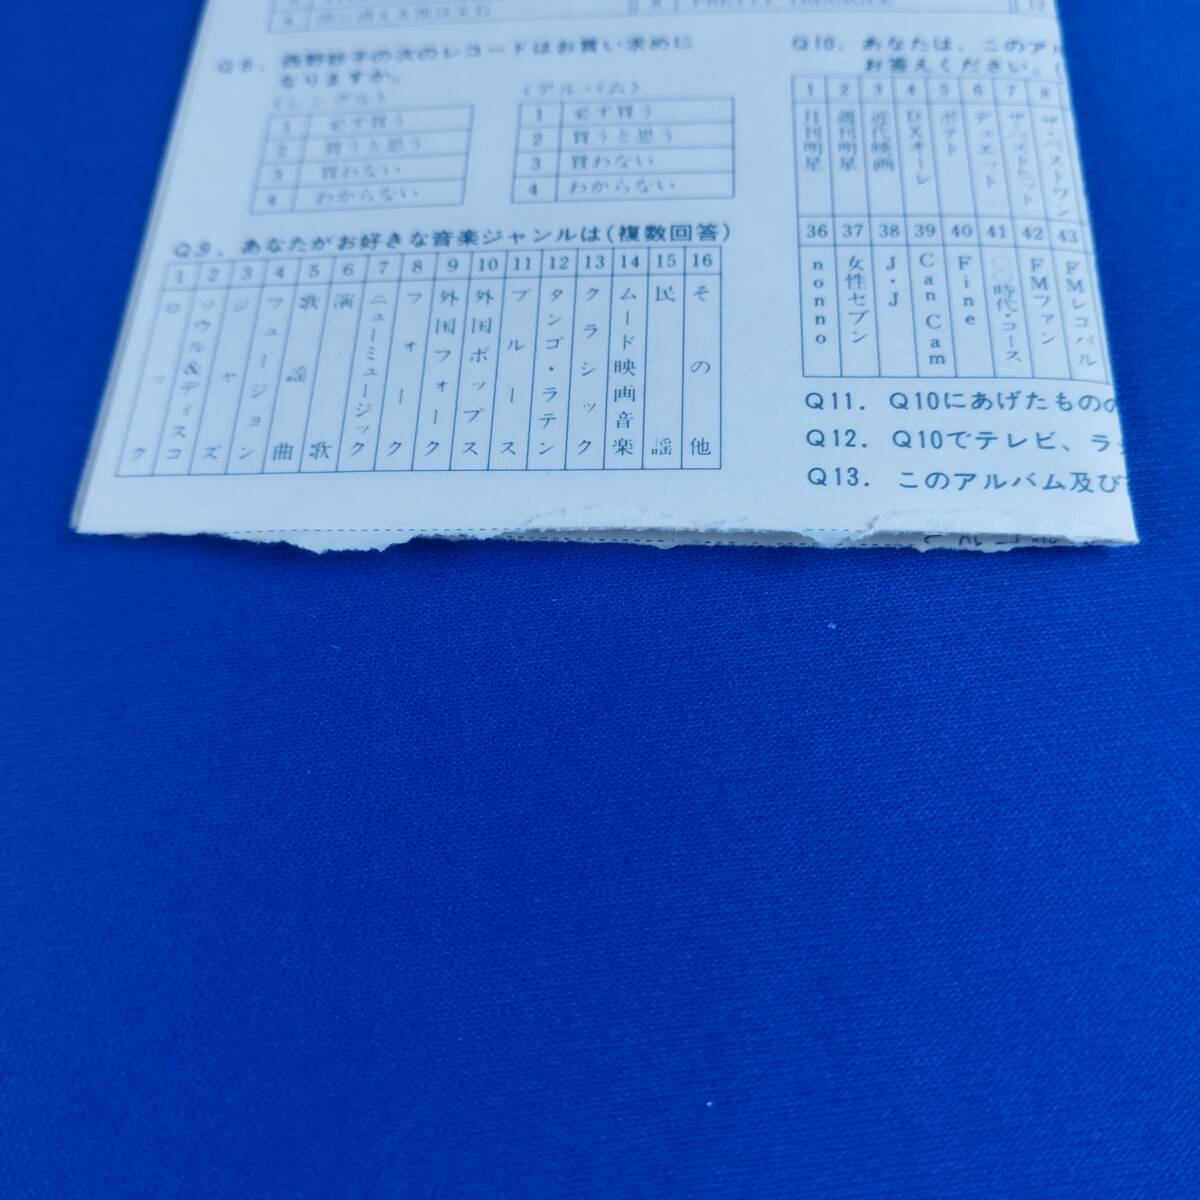 4
8 PRETTY TRIANGLE
Q8. 西野妙子の次のレコードはお買い求めに
なりますか。
〈シングル〉
1 必ず買う
2 買うと思う
3 買わない
4 わからない
〈アルバム〉
1 必ず買う
2 買うと思う
3 買わない
4 わからない
Q9. あなたがお好きな音楽ジャンルは(複数回答)
1 ロック
2 ソウル&ディスコ
3 ジャズ
4 フュージョン
5 歌謡曲
6 演歌
7 ニューミュージック
8 フォーク
9 外国フォーク
10 外国ポップス
11 ブルース
12 タンゴ・ラテン
13 クラシック
14 ムード映画音楽
15 民謡
16 その他
Q10. あなたは、このアル
お答えください。(
1 月刊明星
2 週刊明星
3 近代映画
4 DXオーレ
5 ポテト
6 デュエット
7 ザ・ベストヒット
8 ザ・ベストワン
36 nonno
37 女性セブン
38 J・J
39 CanCam
40 Fine
41 〇〇時代・コース
42 FMファン
43 FMレコパル
Q11. Q10にあげたものの
Q12. Q10でテレビ、ラジ
Q13. このアルバム及び